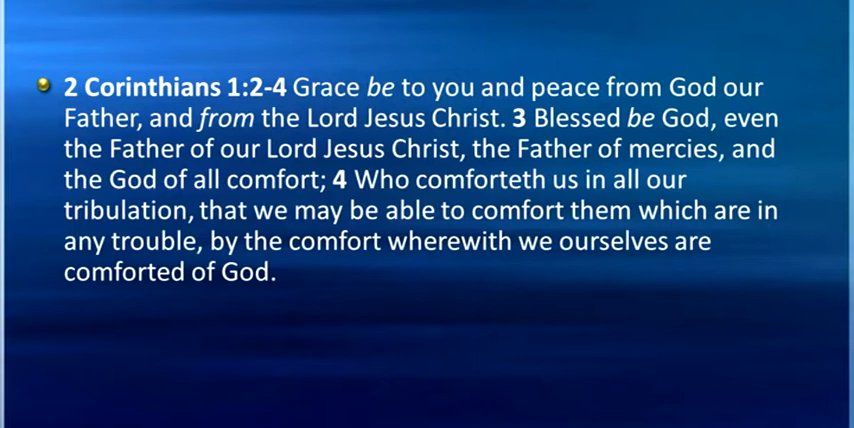 2 Corinthians 1:2-4 Grace be to you and peace from God our
Father, and from the Lord Jesus Christ. 3 Blessed be God, even
the Father of our Lord Jesus Christ, the Father of mercies, and
the God of all comfort; 4 Who comforteth us in all our
tribulation, that we may be able to comfort them which are in
any trouble, by the comfort wherewith we ourselves are
comforted of God.